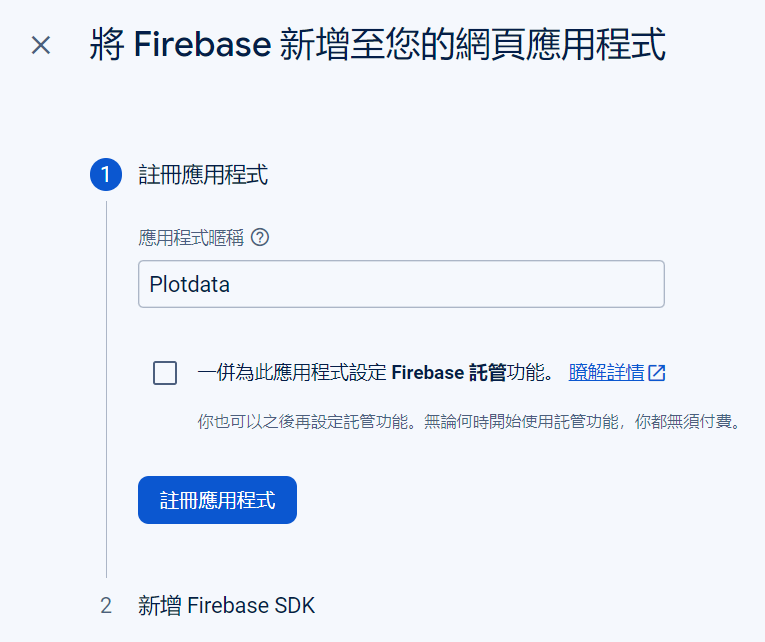 將 Firebase 新增至您的網頁應用程式
1 註冊應用程式
應用程式暱稱
Plotdata
一併為此應用程式設定 Firebase 託管功能。 瞭解詳情
你也可以之後再設定託管功能。無論何時開始使用託管功能，你都無須付費。
註冊應用程式
2 新增 Firebase SDK